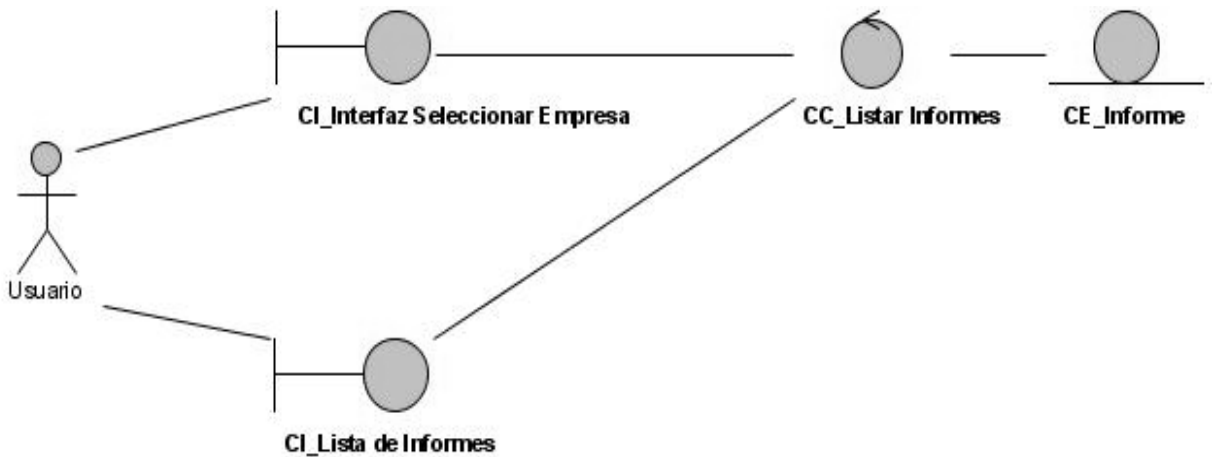 CI_Interfaz Seleccionar Empresa
CC_Listar Informes
CE_Informe
Usuario
CI_Lista de Informes